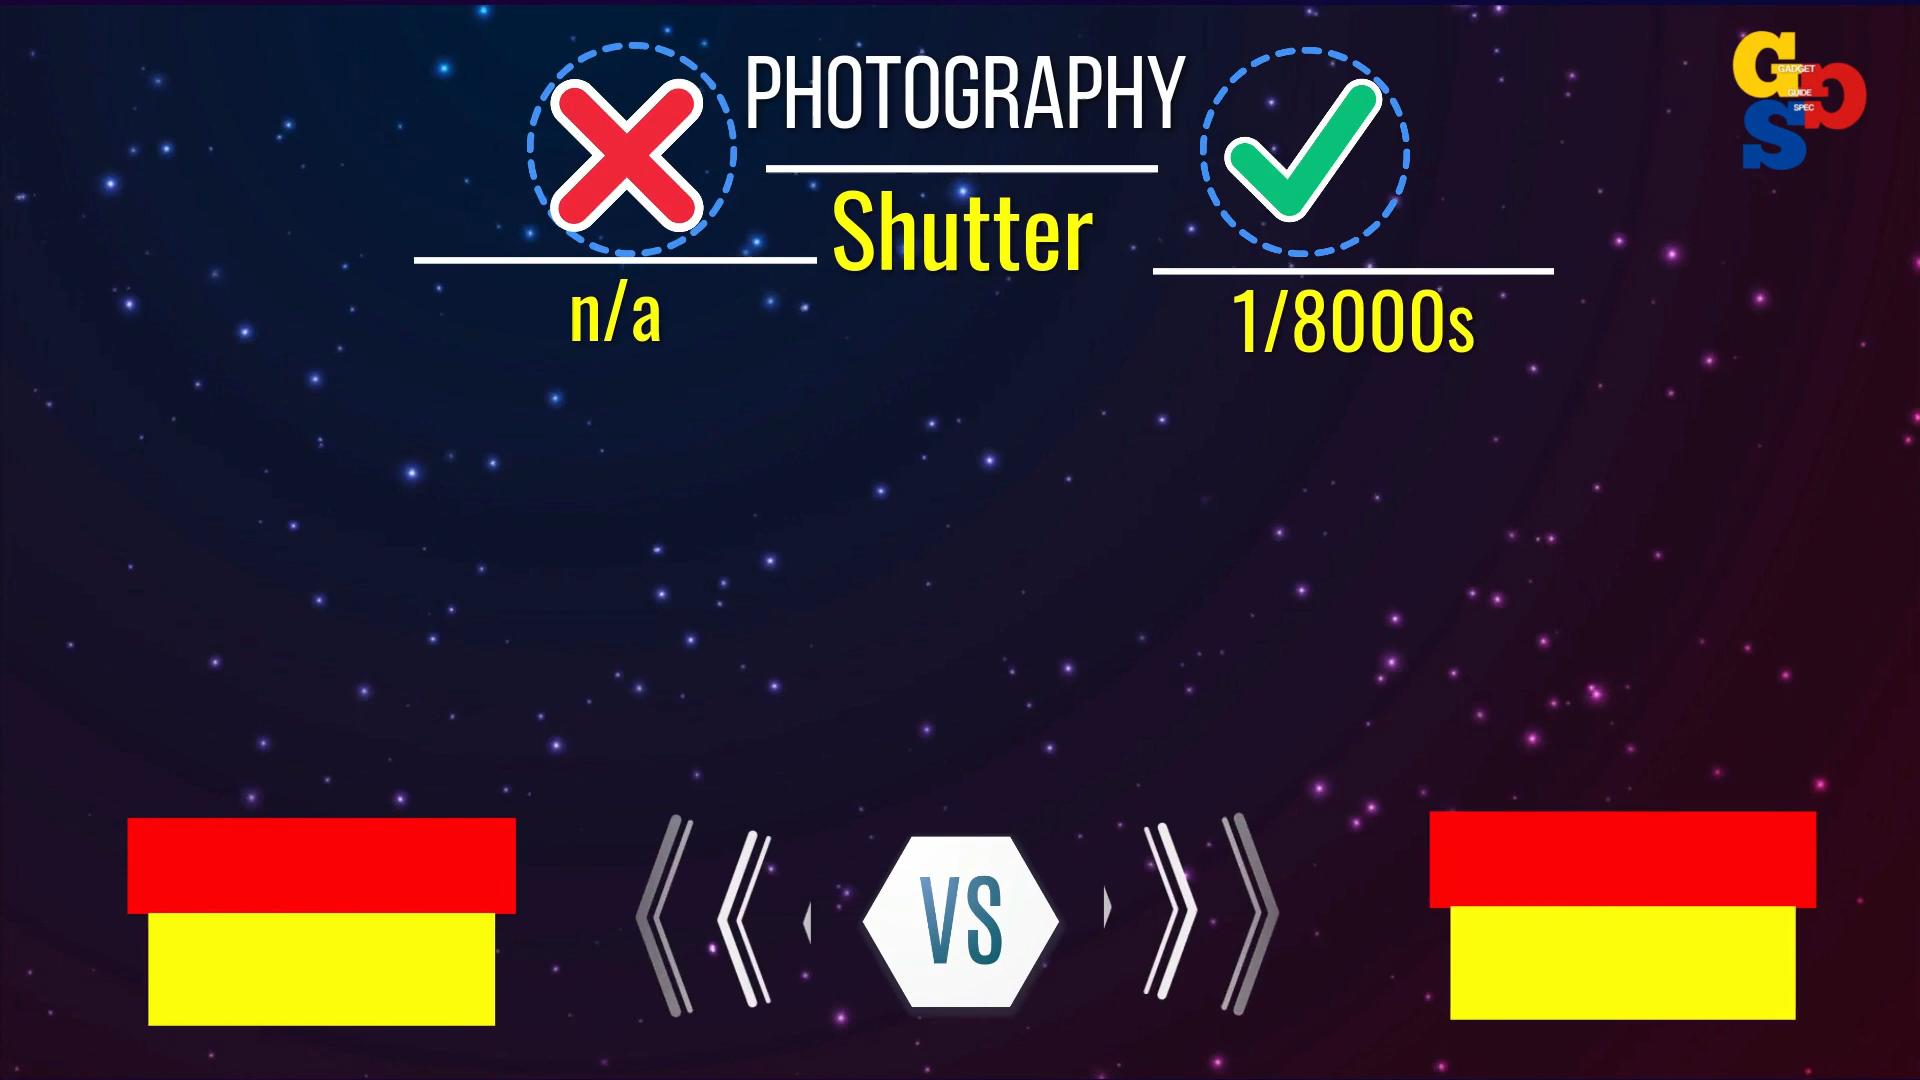 PHOTOGRAPHY
Shutter
n/a
1/8000s
G G
GADGET
GUIDE
SPEC
S
VS